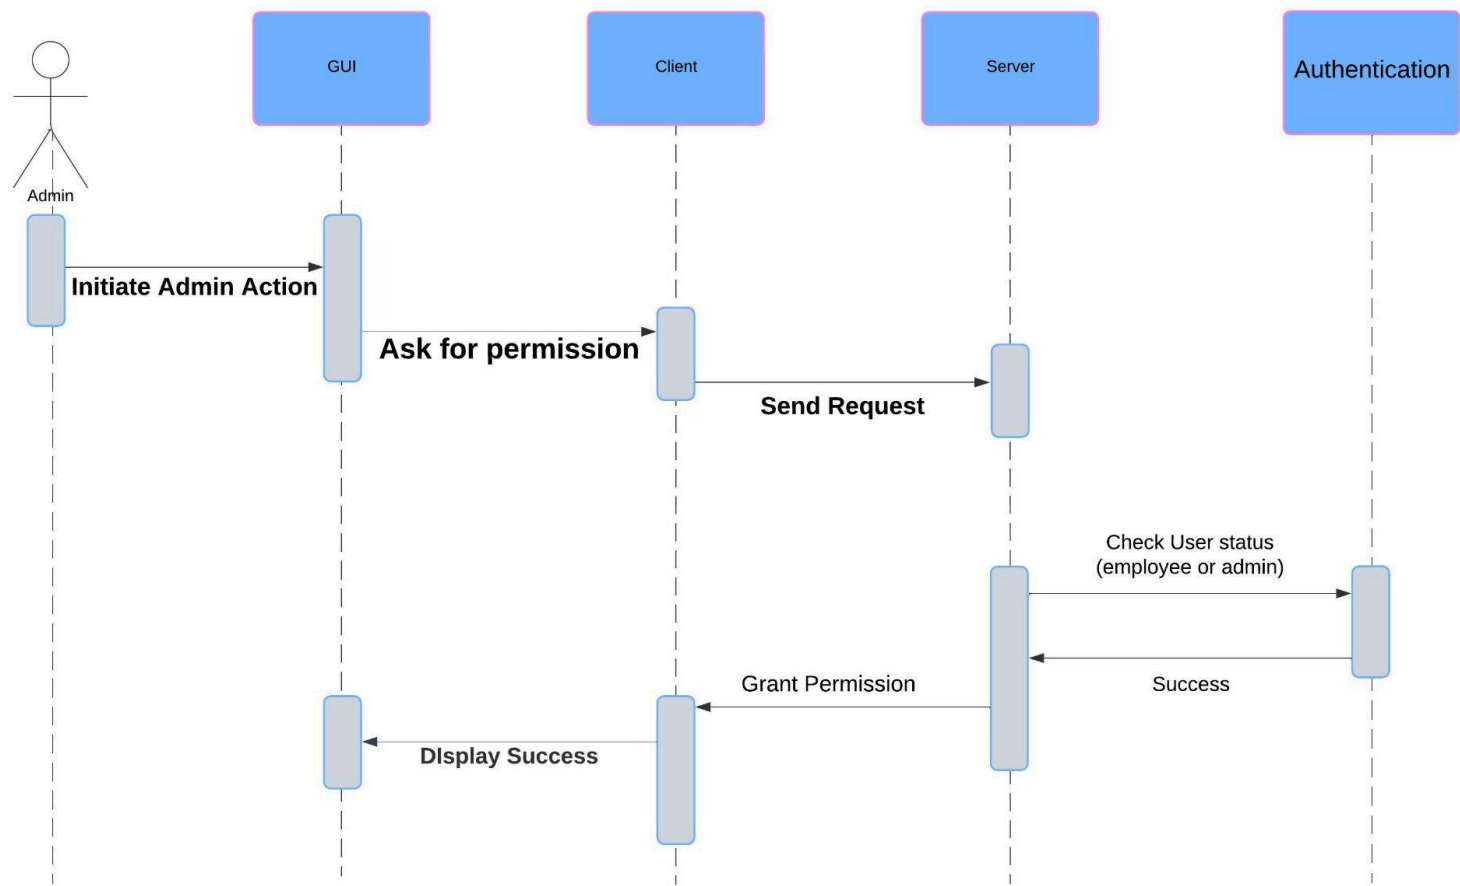 GUI
Client
Server
Authentication
Admin
Initiate Admin Action
Ask for permission
Send Request
Check User status
(employee or admin)
Success
Grant Permission
DIsplay Success